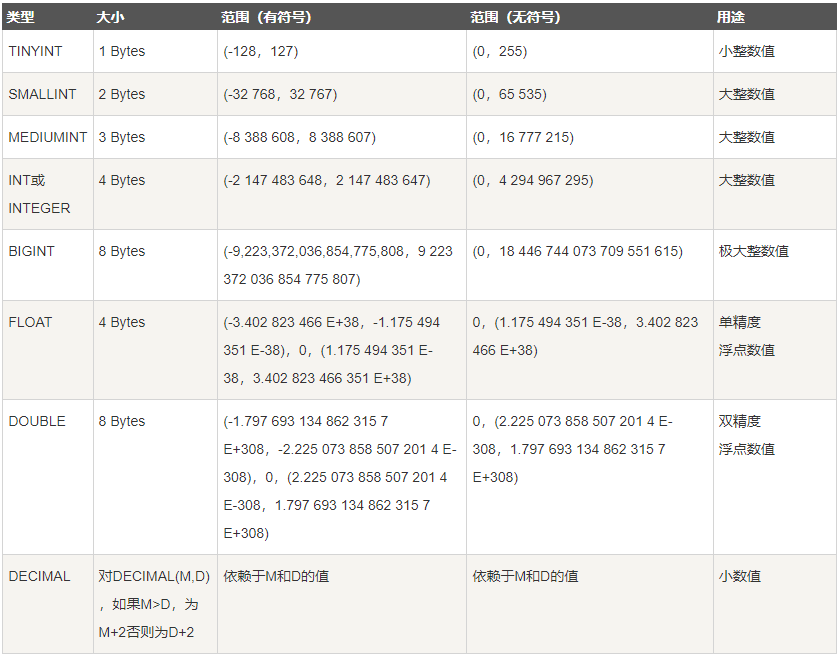 类型 大小 范围（有符号） 范围（无符号） 用途
TINYINT 1 Bytes (-128，127) (0，255) 小整数值
SMALLINT 2 Bytes (-32 768，32 767) (0，65 535) 大整数值
MEDIUMINT 3 Bytes (-8 388 608，8 388 607) (0，16 777 215) 大整数值
INT或 4 Bytes (-2 147 483 648，2 147 483 647) (0，4 294 967 295) 大整数值
INTEGER
BIGINT 8 Bytes (-9,223,372,036,854,775,808，9 223 (0，18 446 744 073 709 551 615) 极大整数值
372 036 854 775 807)
FLOAT 4 Bytes (-3.402 823 466 E+38，-1.175 494 0，(1.175 494 351 E-38，3.402 823 单精度
351 E-38)，0，(1.175 494 351 E- 466 E+38) 浮点数值
38，3.402 823 466 351 E+38)
DOUBLE 8 Bytes (-1.797 693 134 862 315 7 0，(2.225 073 858 507 201 4 E- 双精度
E+308，-2.225 073 858 507 201 4 E- 308，1.797 693 134 862 315 7 浮点数值
308)，0，(2.225 073 858 507 201 4 E+308)
E-308，1.797 693 134 862 315 7
E+308)
DECIMAL 对DECIMAL(M,D) 依赖于M和D的值 依赖于M和D的值 小数值
，如果M>D，为
M+2否则为D+2